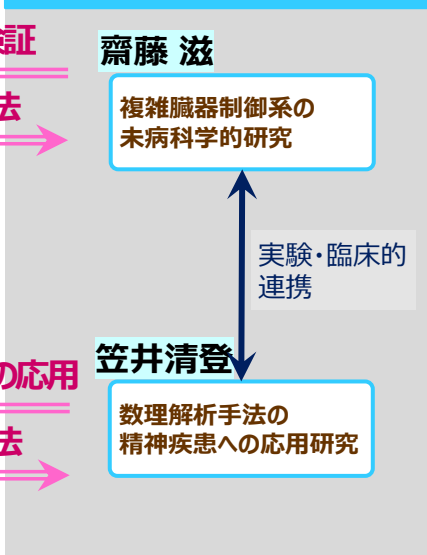 検証
齋藤 滋
法
複雑臓器制御系の
未病科学的研究
実験・臨床的
連携
笠井清登
の応用
数理解析手法の
精神疾患への応用研究
法